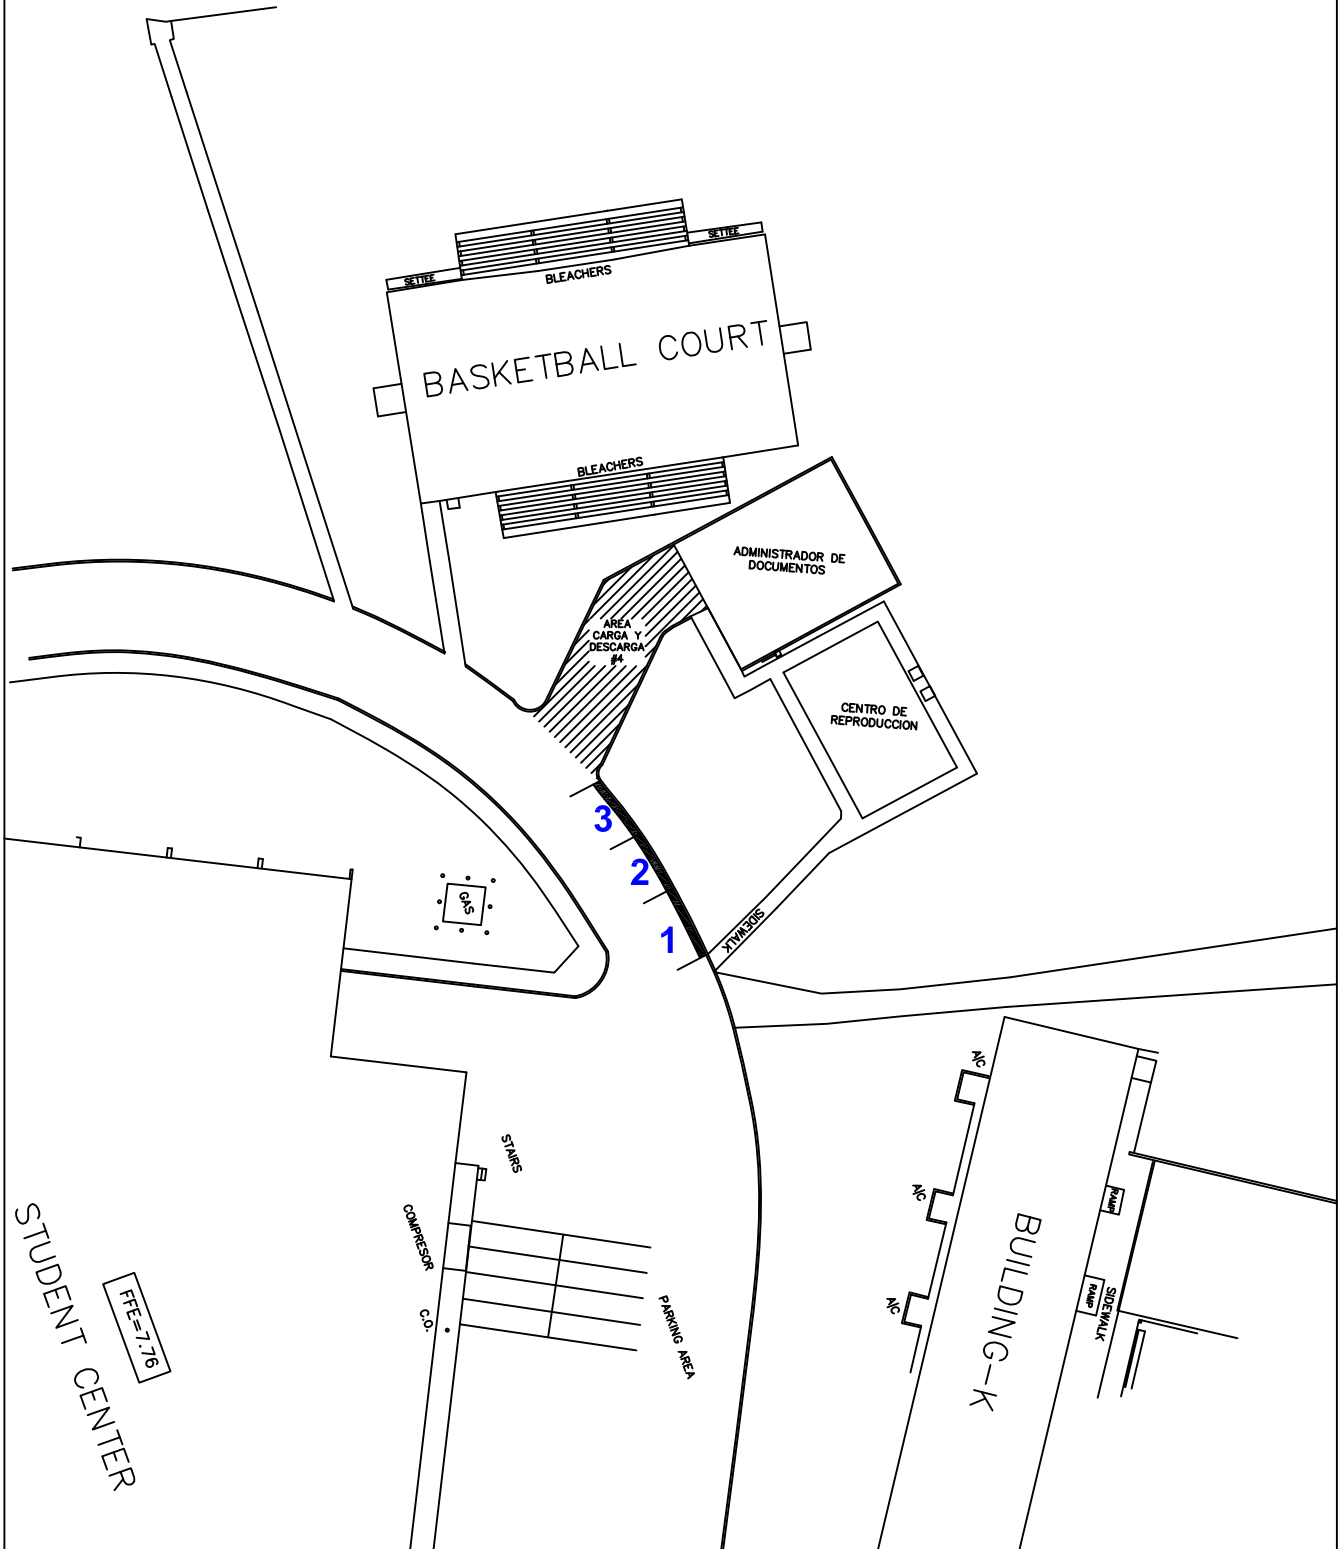 SETTEE
SETTEE
BLEACHERS
BASKETBALL COURT
BLEACHERS
ADMINISTRADOR DE
DOCUMENTOS
AREA
CARGA Y
DESCARGA
#4
CENTRO DE
REPRODUCCION
3
2
1
GAS
SIDEWALK
A/C
STAIRS
A/C
RAMP
COMPRESOR
BUILDING-K
RAMP
SIDEWALK
A/C
C.O.
PARKING AREA
FFE=7.76
STUDENT CENTER